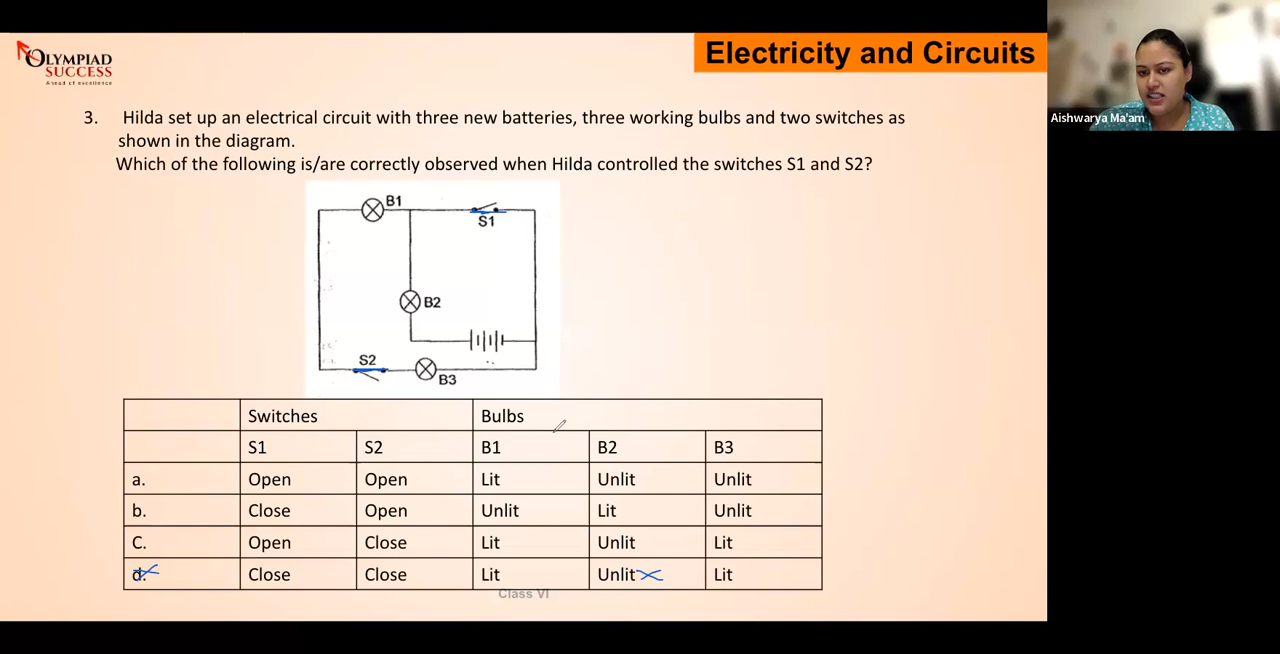 OLYMPIAD
SUCCESS
Ahead of excellence
Electricity and Circuits
Aishwarya Ma'am
3. Hilda set up an electrical circuit with three new batteries, three working bulbs and two switches as
shown in the diagram.
Which of the following is/are correctly observed when Hilda controlled the switches S1 and S2?
B1
S1
B2
S2
B3
Switches Bulbs
S1 S2 B1 B2 B3
a. Open Open Lit Unlit Unlit
b. Close Open Unlit Lit Unlit
C. Open Close Lit Unlit Lit
d. Close Close Lit Unlit Lit
Class VI